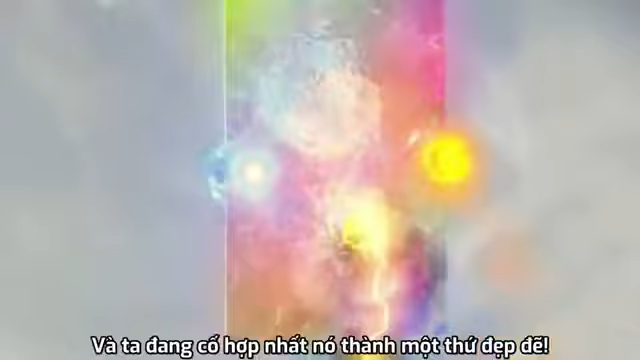 Và ta đang cố hợp nhất nó thành một thứ đẹp đẽ!